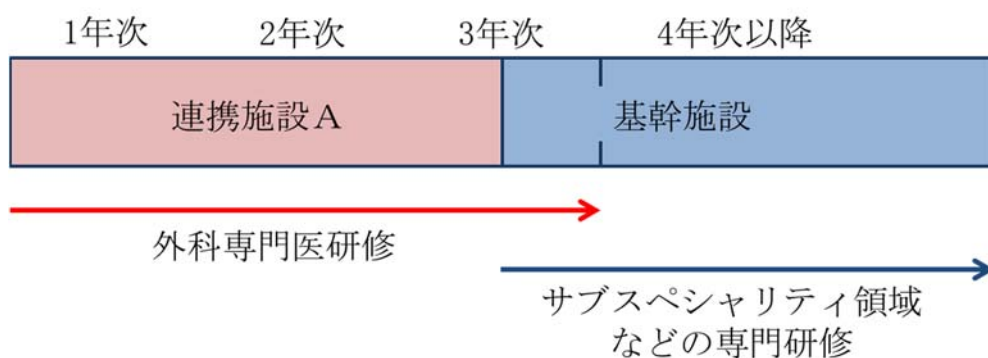 1年次 2年次 3年次 4年次以降
連携施設A 基幹施設
外科専門医研修
サブスペシャリティ領域
などの専門研修